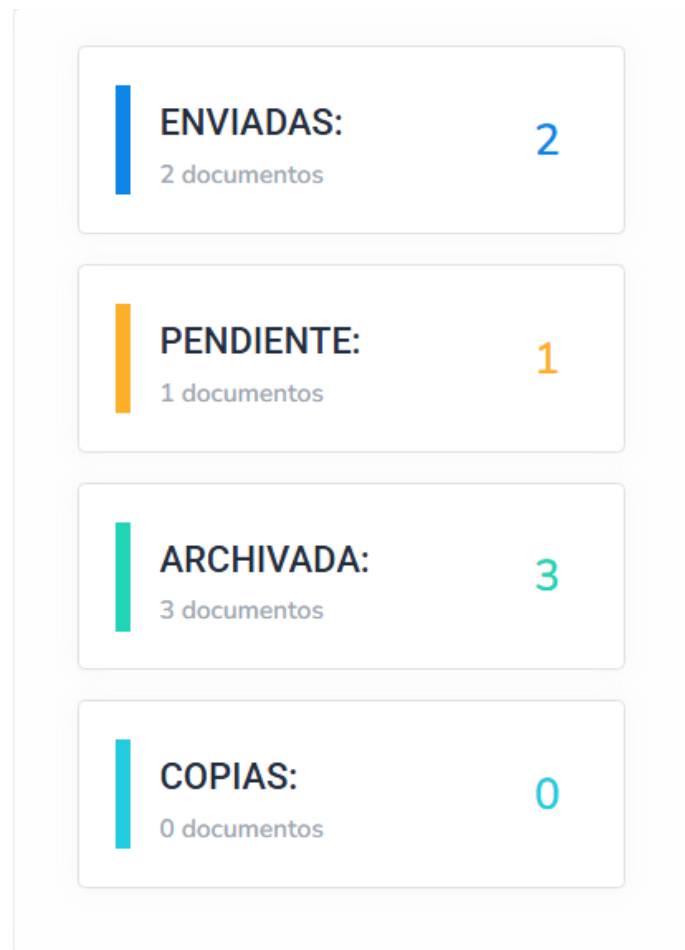 ENVIADAS:
2
2 documentos
PENDIENTE:
1
1 documentos
ARCHIVADA:
3
3 documentos
COPIAS:
0
0 documentos